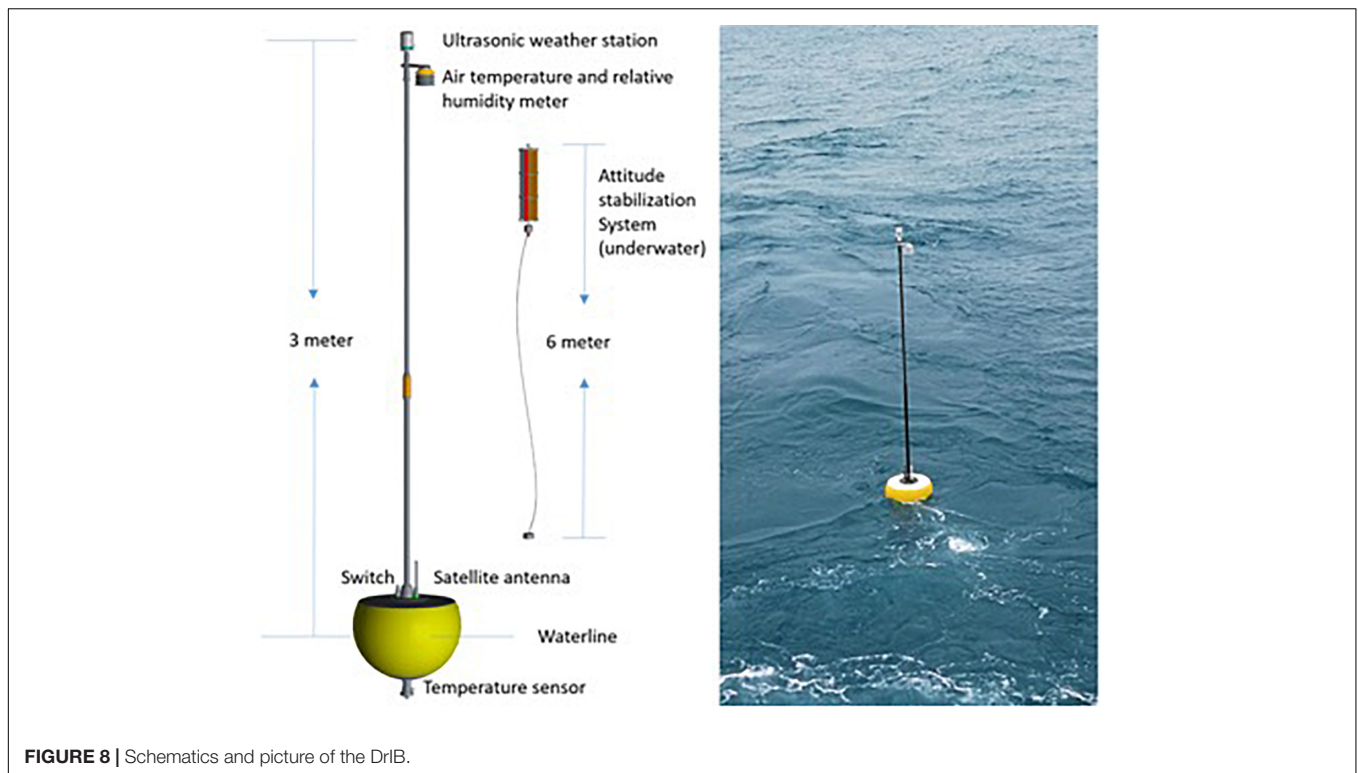 Ultrasonic weather station
Air temperature and relative
humidity meter
Attitude
stabilization
System
(underwater)
3 meter
6 meter
Switch
Satellite antenna
Waterline
Temperature sensor
FIGURE 8 | Schematics and picture of the DrIB.